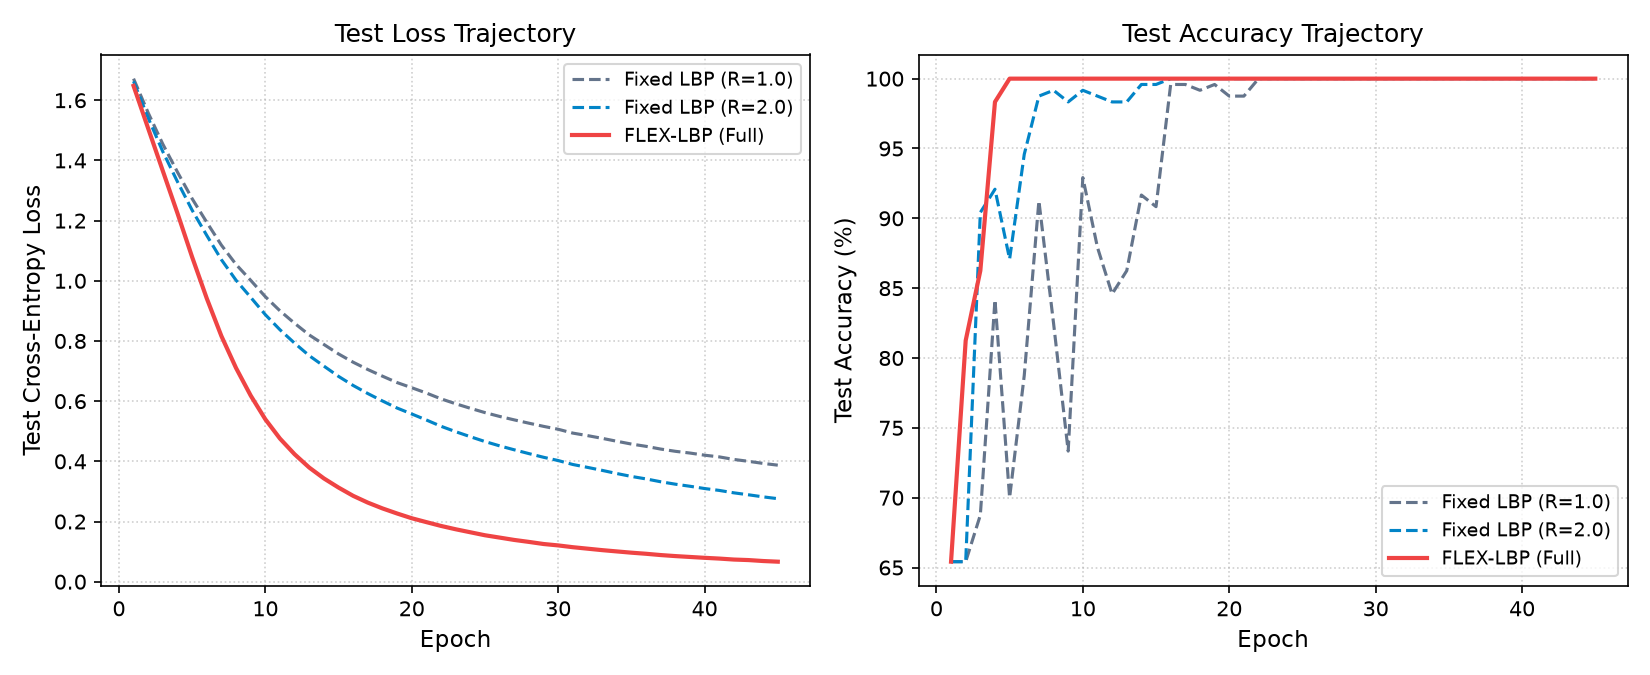 Test Loss Trajectory
Test Cross-Entropy Loss
1.6
1.4
1.2
1.0
0.8
0.6
0.4
0.2
0.0
0 10 20 30 40
Epoch
Fixed LBP (R=1.0)
Fixed LBP (R=2.0)
FLEX-LBP (Full)
Test Accuracy Trajectory
Test Accuracy (%)
100
95
90
85
80
75
70
65
0 10 20 30 40
Epoch
Fixed LBP (R=1.0)
Fixed LBP (R=2.0)
FLEX-LBP (Full)